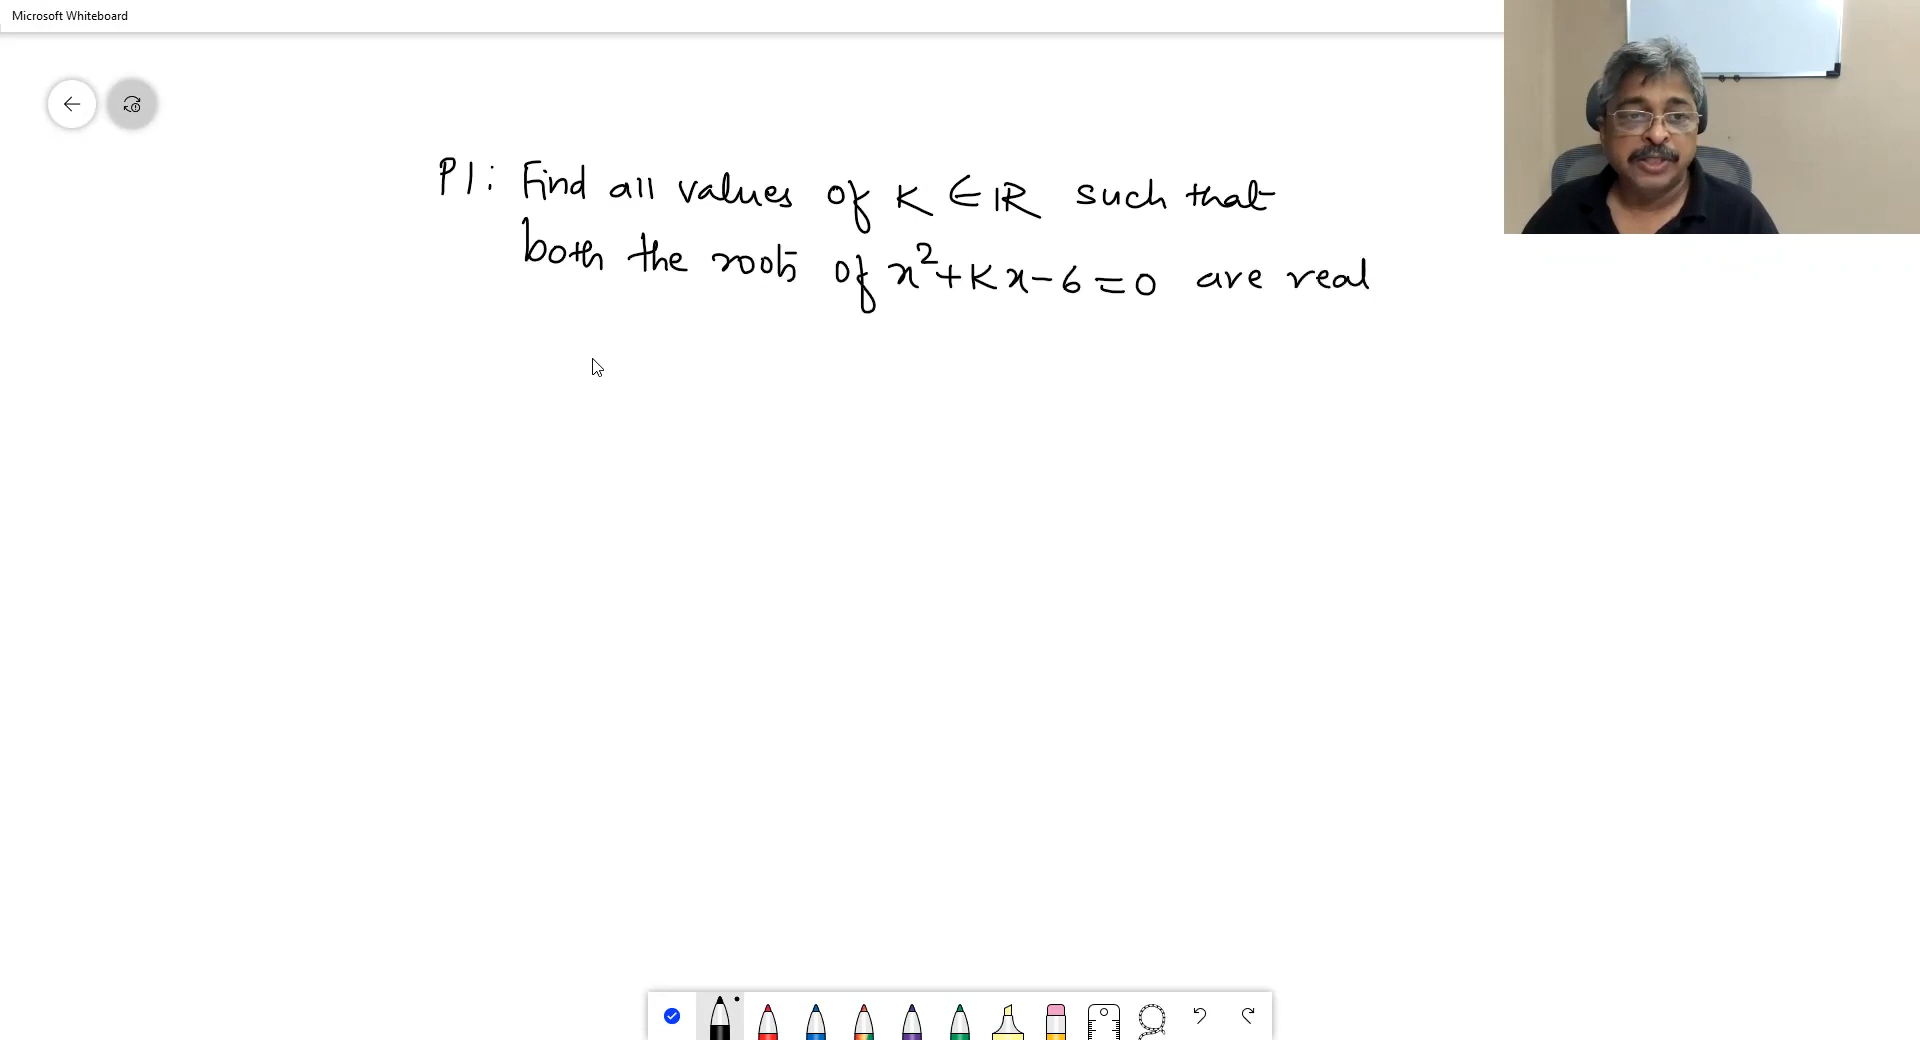 Microsoft Whiteboard
P1: Find all values of K ∈ ℝ such that
both the roots of x²+Kx-6=0 are real